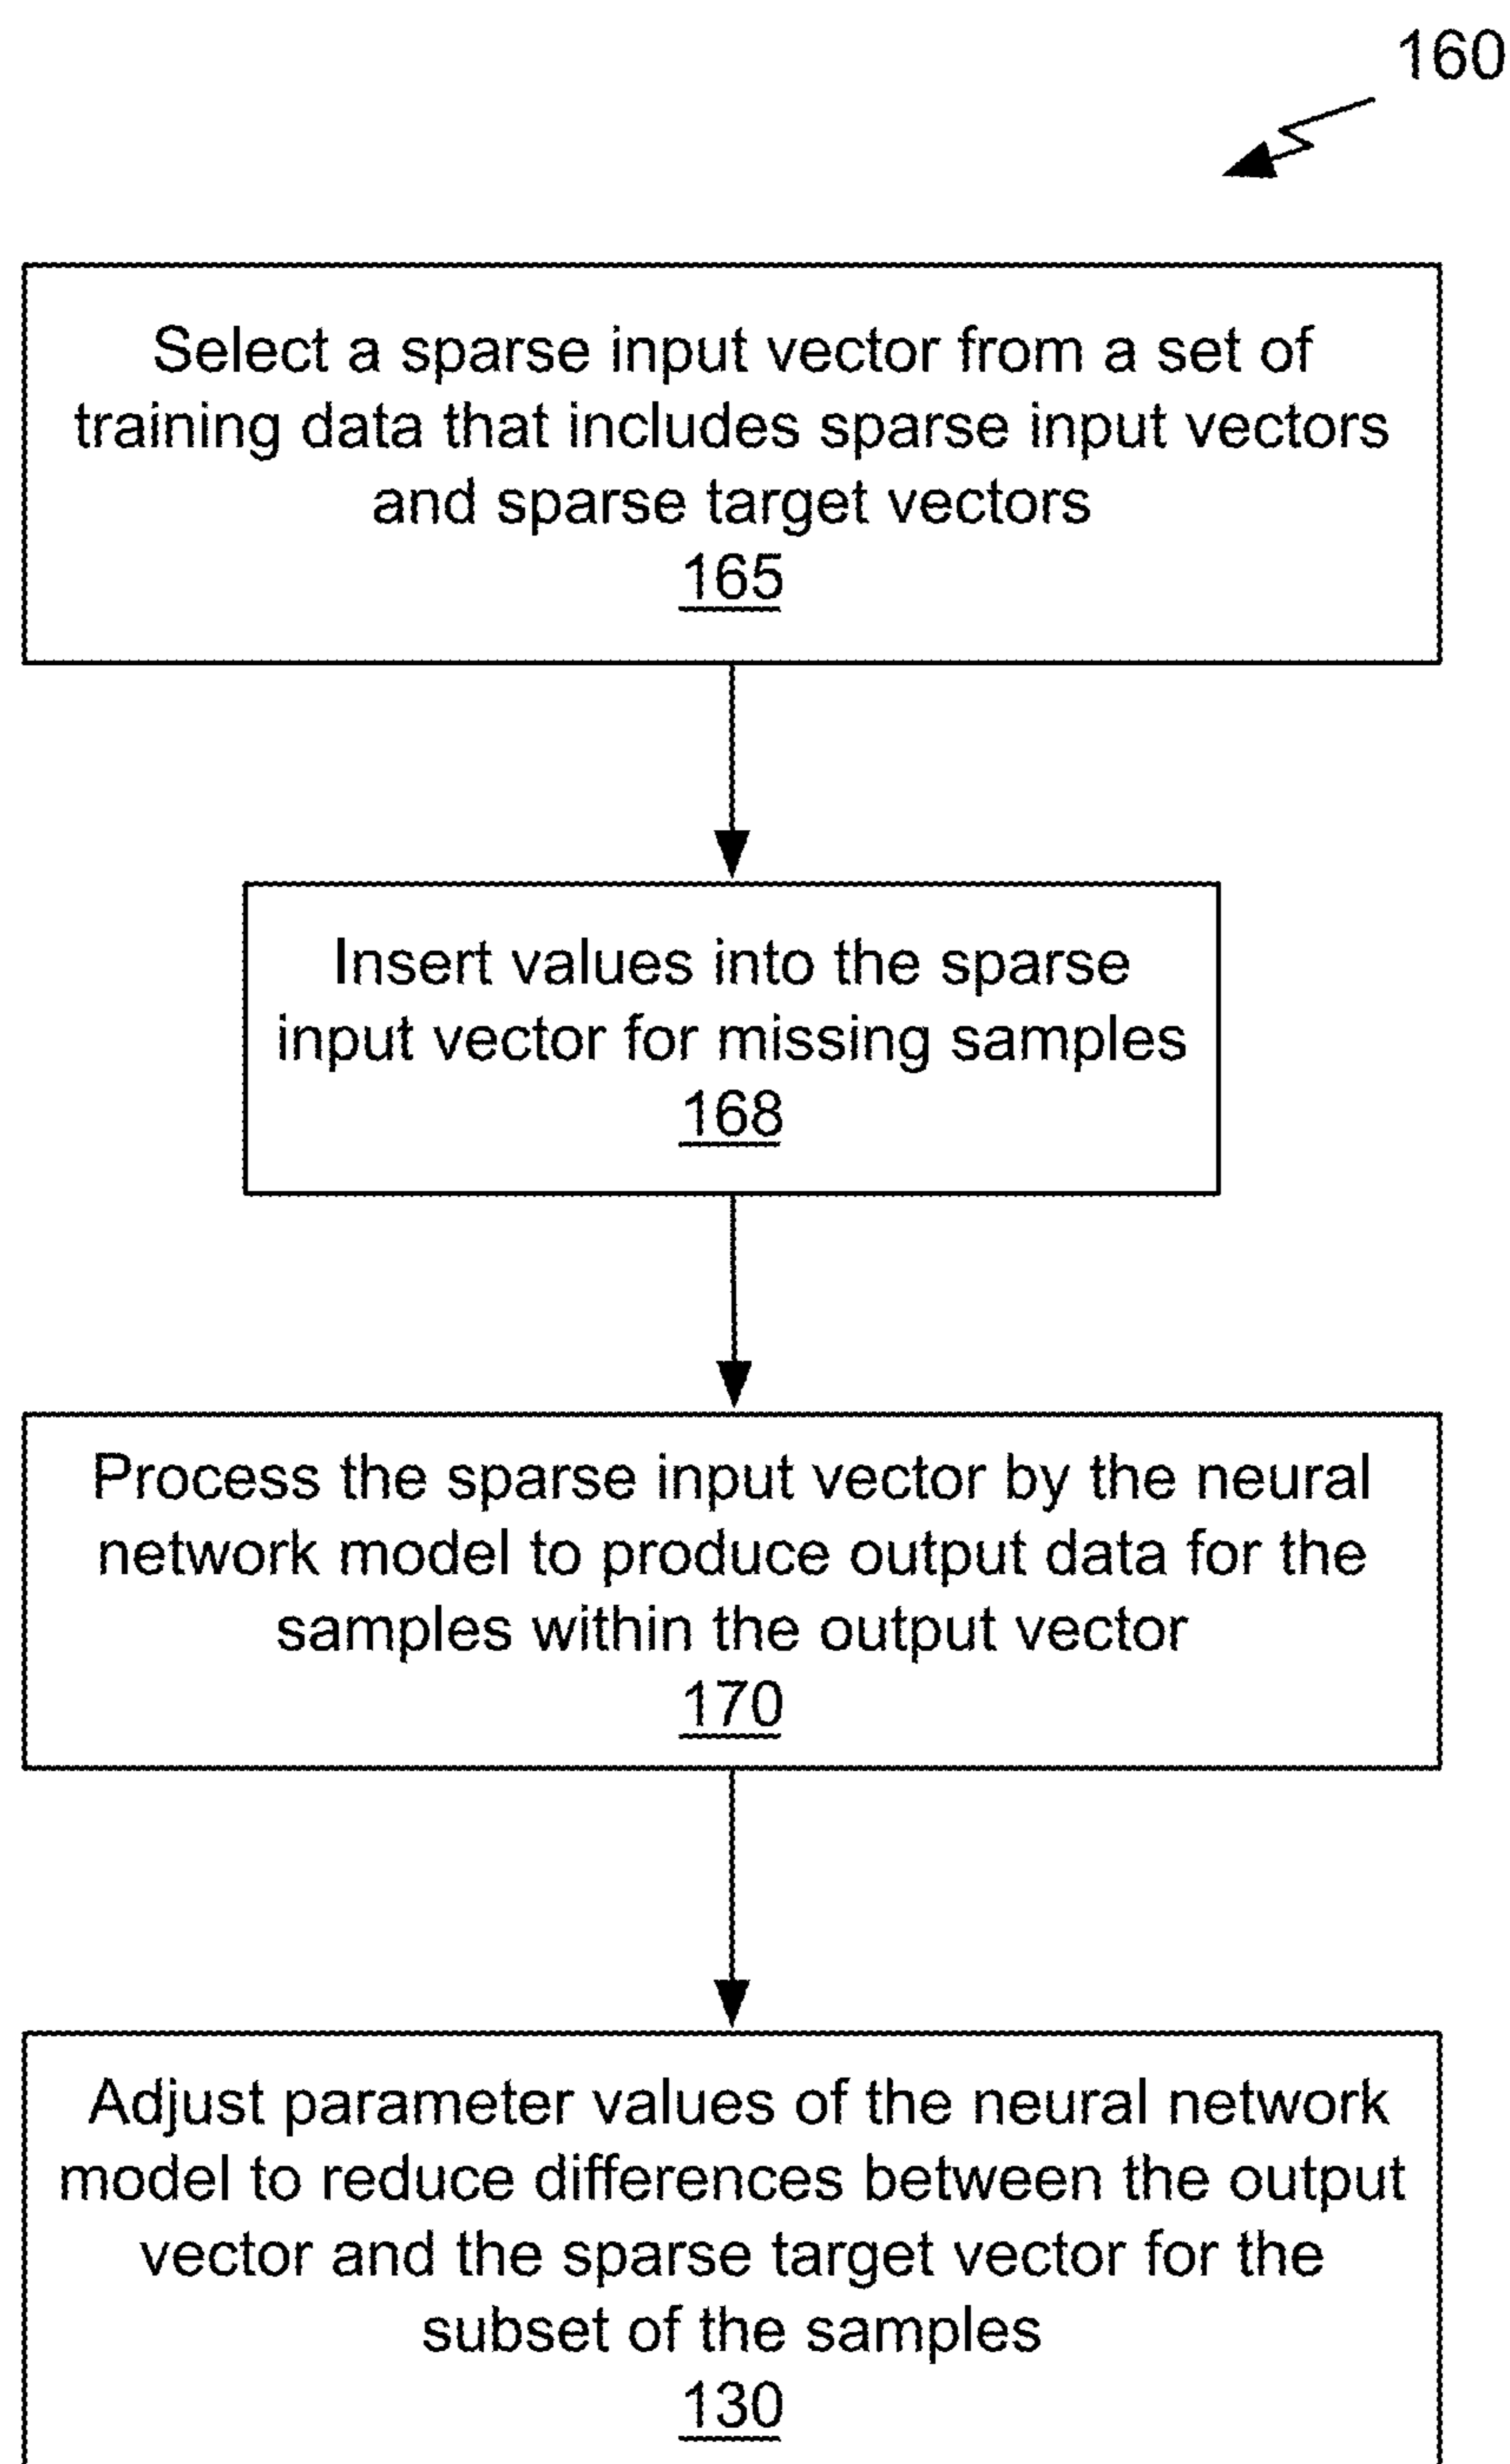 160
Select a sparse input vector from a set of
training data that includes sparse input vectors
and sparse target vectors
165
Insert values into the sparse
input vector for missing samples
168
Process the sparse input vector by the neural
network model to produce output data for the
samples within the output vector
170
Adjust parameter values of the neural network
model to reduce differences between the output
vector and the sparse target vector for the
subset of the samples
130